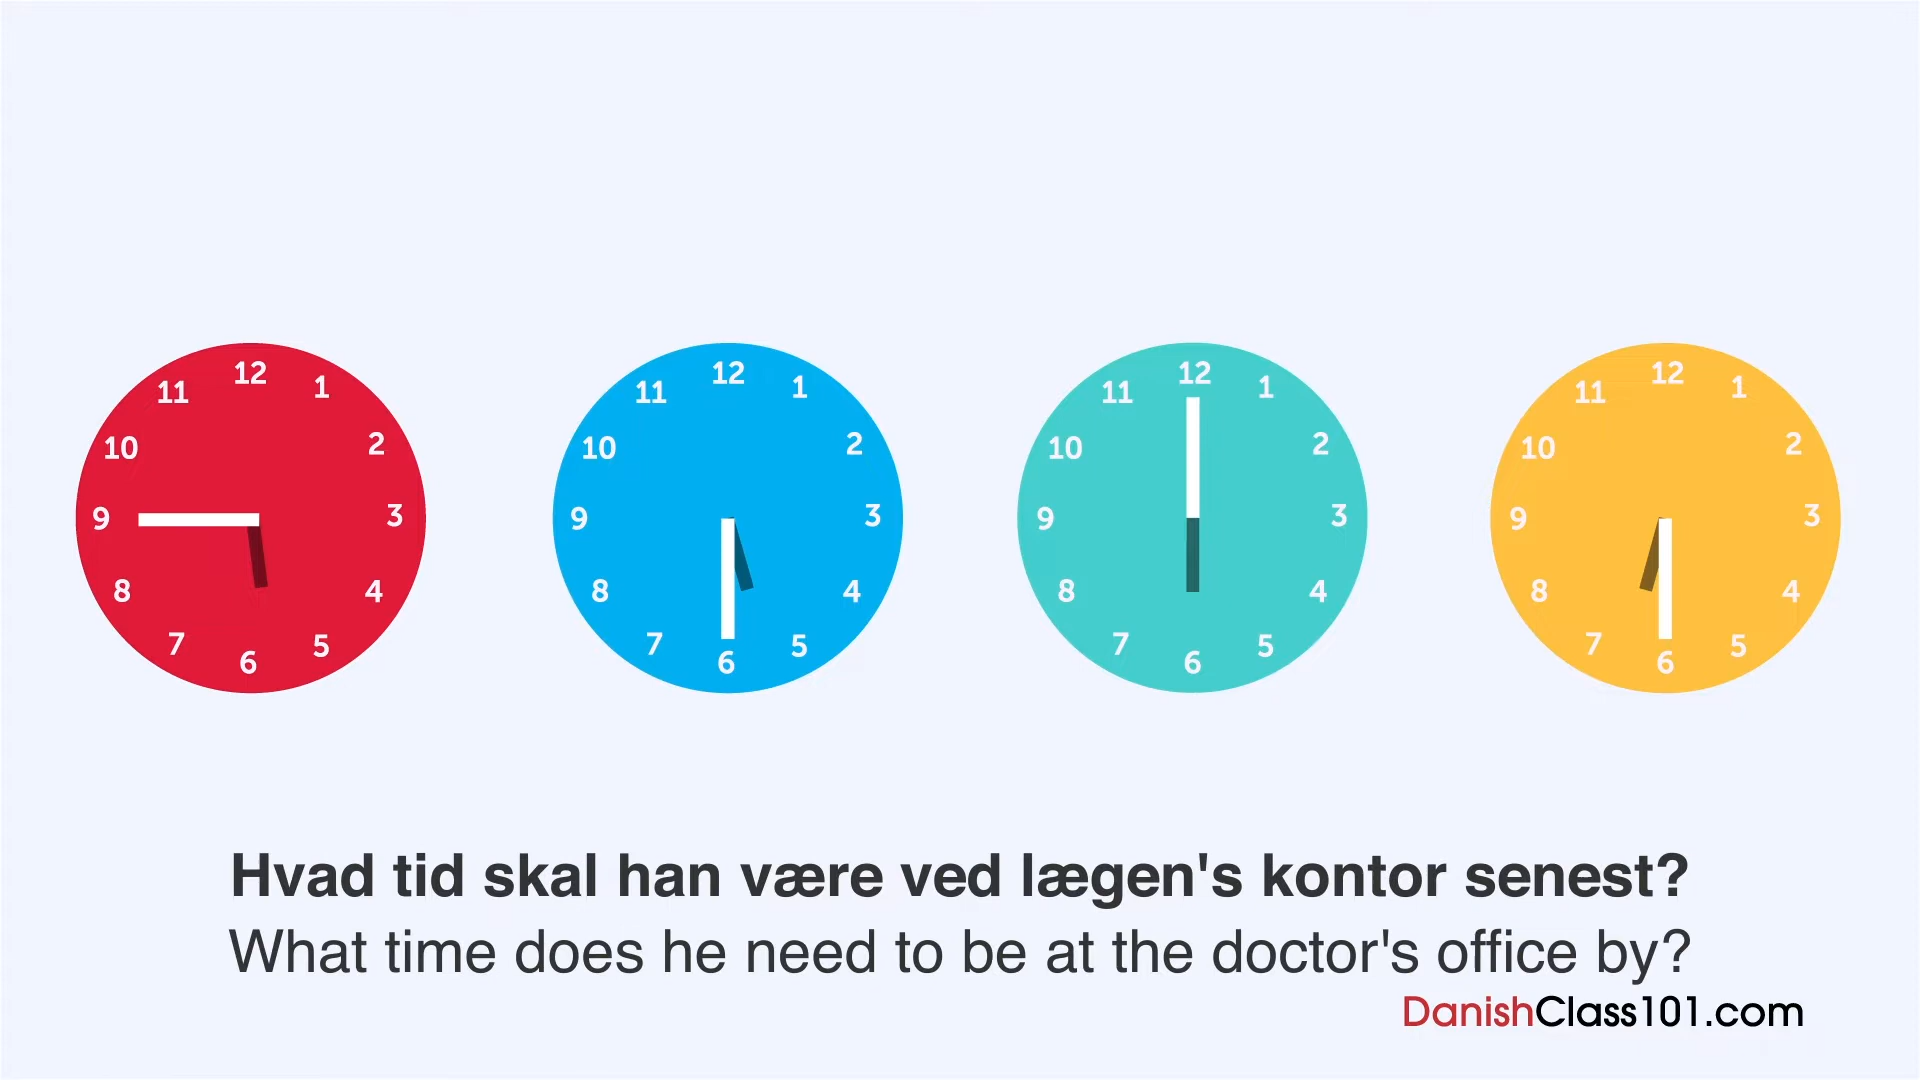 12 12 12 12
11 1 11 1 11 1 11 1
10 2 10 2 10 2 10 2
9 3 9 3 9 3 9 3
8 4 8 4 8 4 8 4
7 5 7 5 7 5 7 5
6 6 6 6
Hvad tid skal han være ved lægen's kontor senest?
What time does he need to be at the doctor's office by?
DanishClass101.com